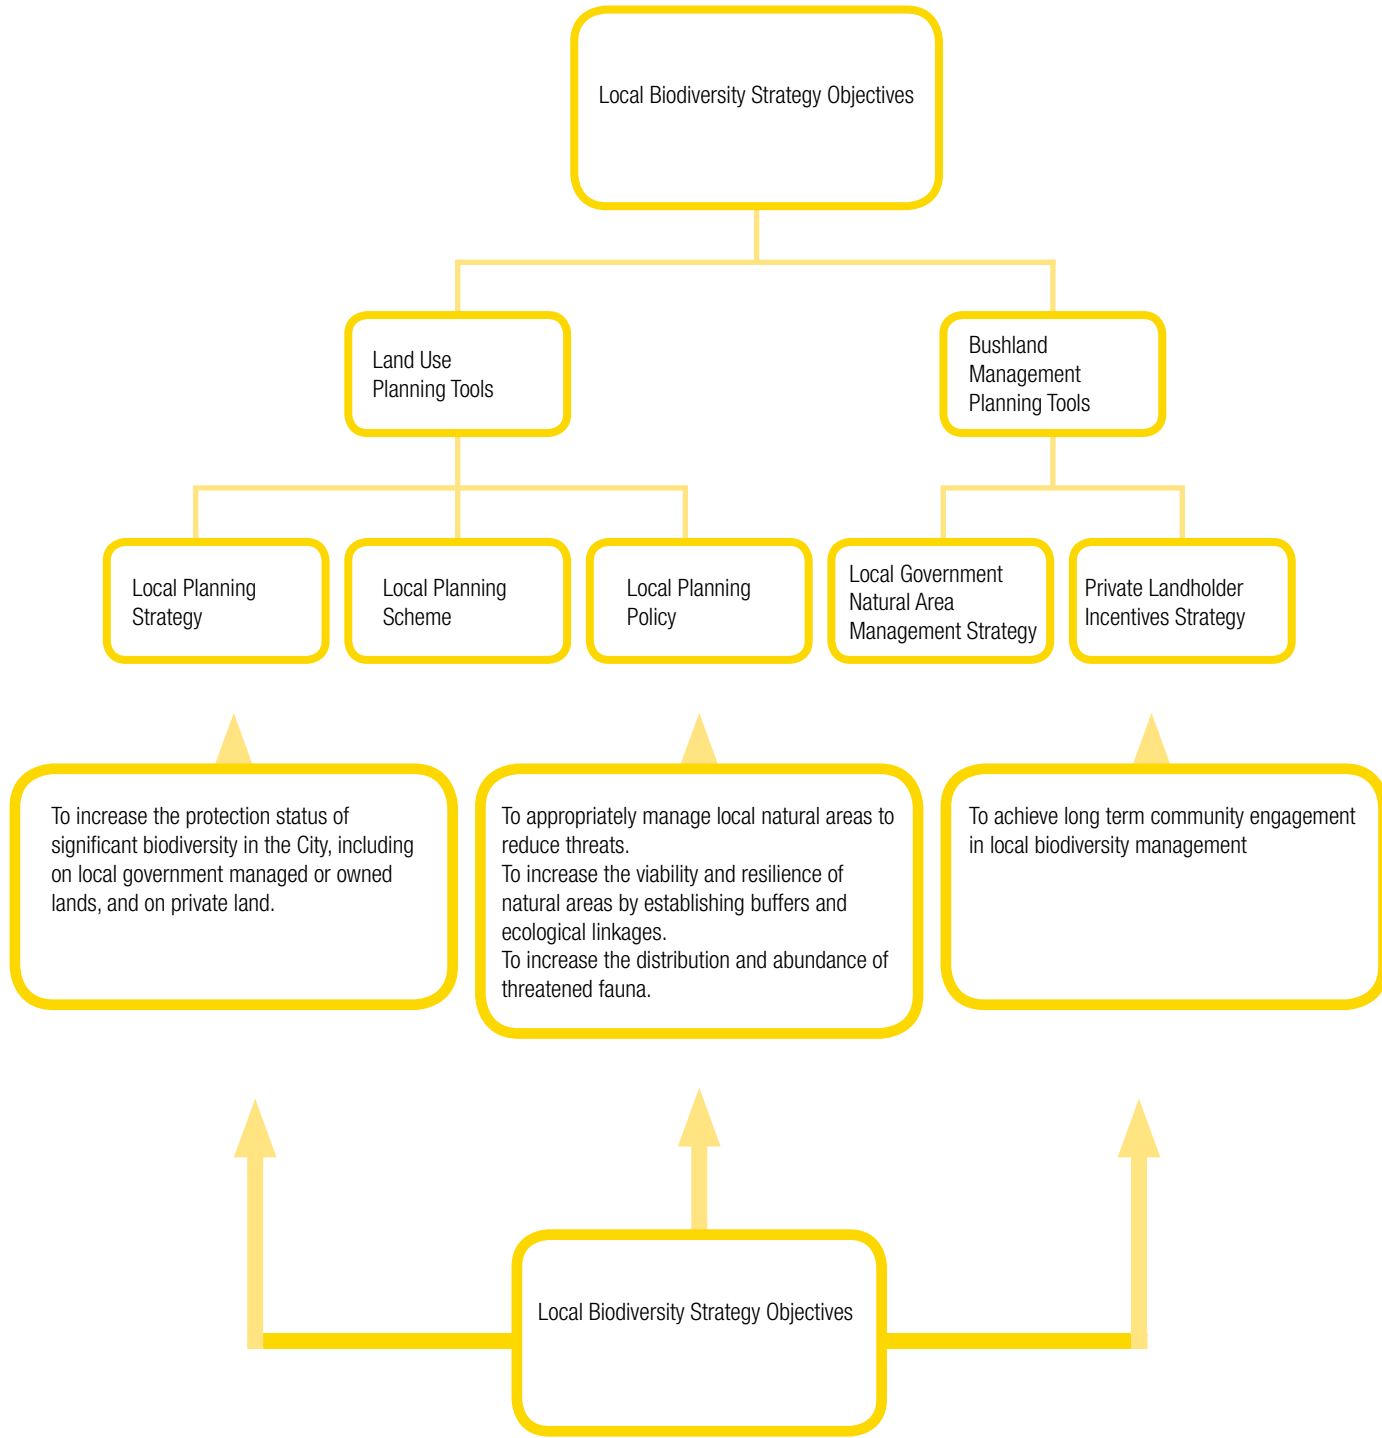 Local Biodiversity Strategy Objectives
Land Use
Planning Tools
Bushland
Management
Planning Tools
Local Planning
Strategy
Local Planning
Scheme
Local Planning
Policy
Local Government
Natural Area
Management Strategy
Private Landholder
Incentives Strategy
To increase the protection status of
significant biodiversity in the City, including
on local government managed or owned
lands, and on private land.
To appropriately manage local natural areas to
reduce threats.
To increase the viability and resilience of
natural areas by establishing buffers and
ecological linkages.
To increase the distribution and abundance of
threatened fauna.
To achieve long term community engagement
in local biodiversity management
Local Biodiversity Strategy Objectives